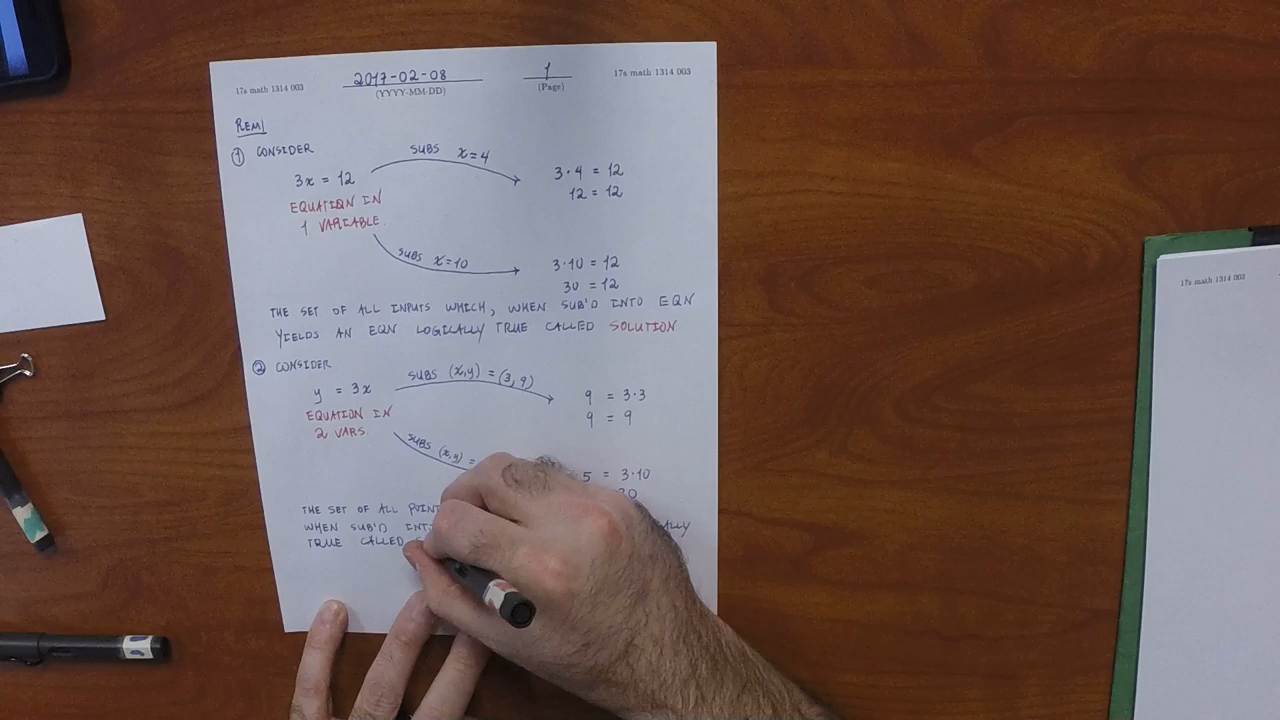 17s math 1314 003
2017-02-08
(YYYY-MM-DD)
1
(Page)
17s math 1314 003
REM
1 CONSIDER
3x = 12
EQUATION IN
1 VARIABLE
SUBS x=4
3·4 = 12
12 = 12
SUBS x=10
3·10 = 12
30 = 12
THE SET OF ALL INPUTS WHICH, WHEN SUB'D INTO EQN
YIELDS AN EQN LOGICALLY TRUE CALLED SOLUTION
2 CONSIDER
y = 3x
EQUATION IN
2 VARS.
SUBS (x,y) = (3,9)
9 = 3·3
9 = 9
SUBS (x,y) =
5 = 3·10
THE SET OF ALL
WHEN SUB'D
TRUE CALLED
17s math 1314 003